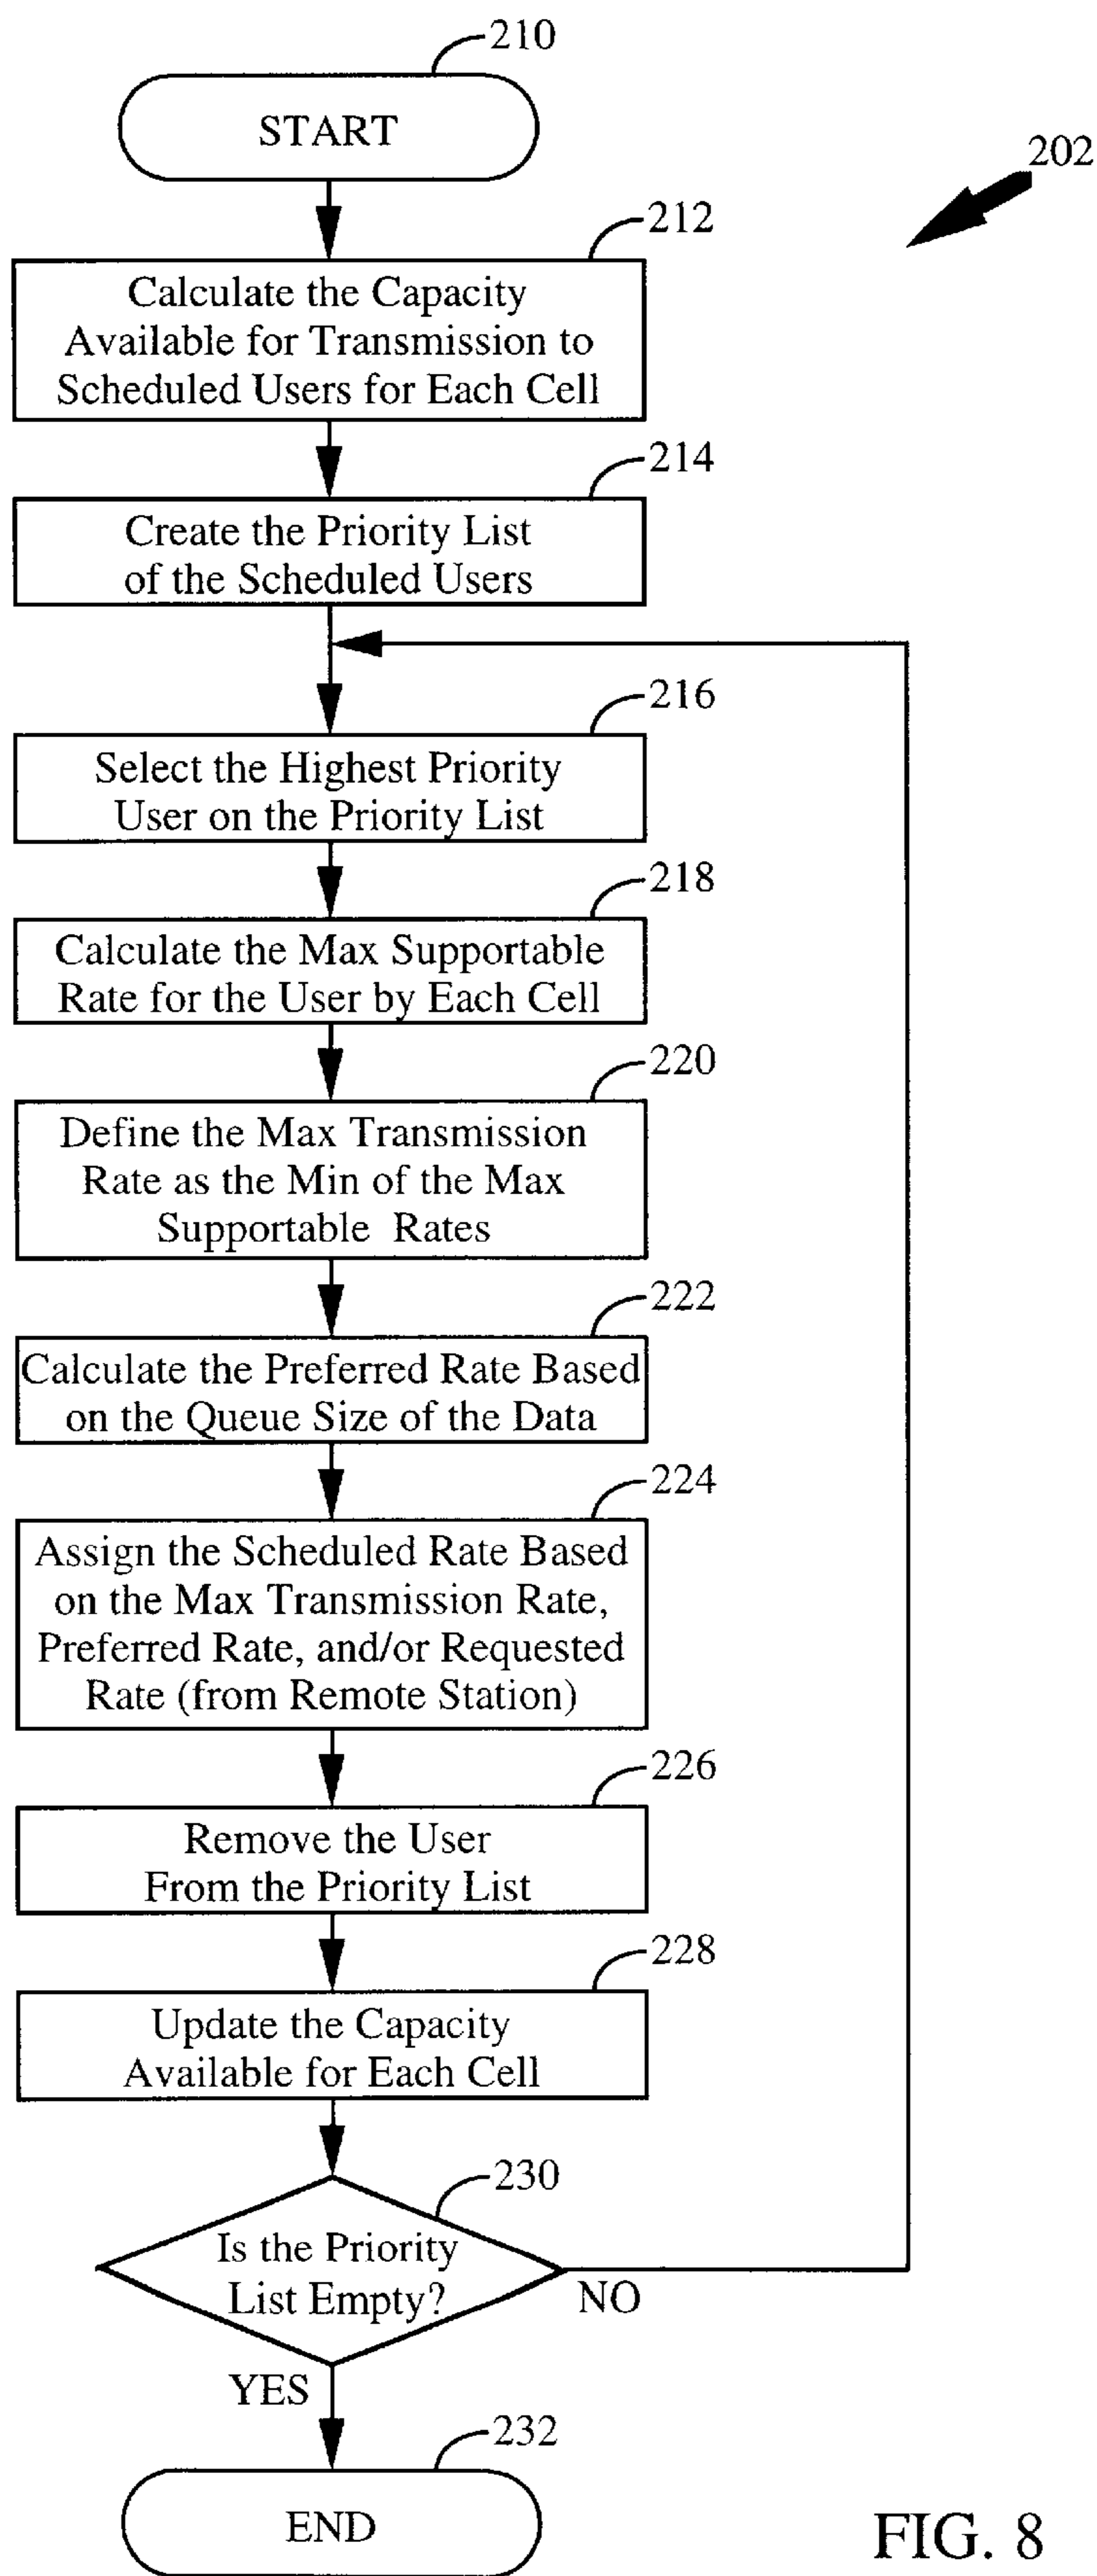 210
START
202
212
Calculate the Capacity
Available for Transmission to
Scheduled Users for Each Cell
214
Create the Priority List
of the Scheduled Users
216
Select the Highest Priority
User on the Priority List
218
Calculate the Max Supportable
Rate for the User by Each Cell
220
Define the Max Transmission
Rate as the Min of the Max
Supportable Rates
222
Calculate the Preferred Rate Based
on the Queue Size of the Data
224
Assign the Scheduled Rate Based
on the Max Transmission Rate,
Preferred Rate, and/or Requested
Rate (from Remote Station)
226
Remove the User
From the Priority List
228
Update the Capacity
Available for Each Cell
230
Is the Priority
List Empty?
NO
YES
232
END
FIG. 8